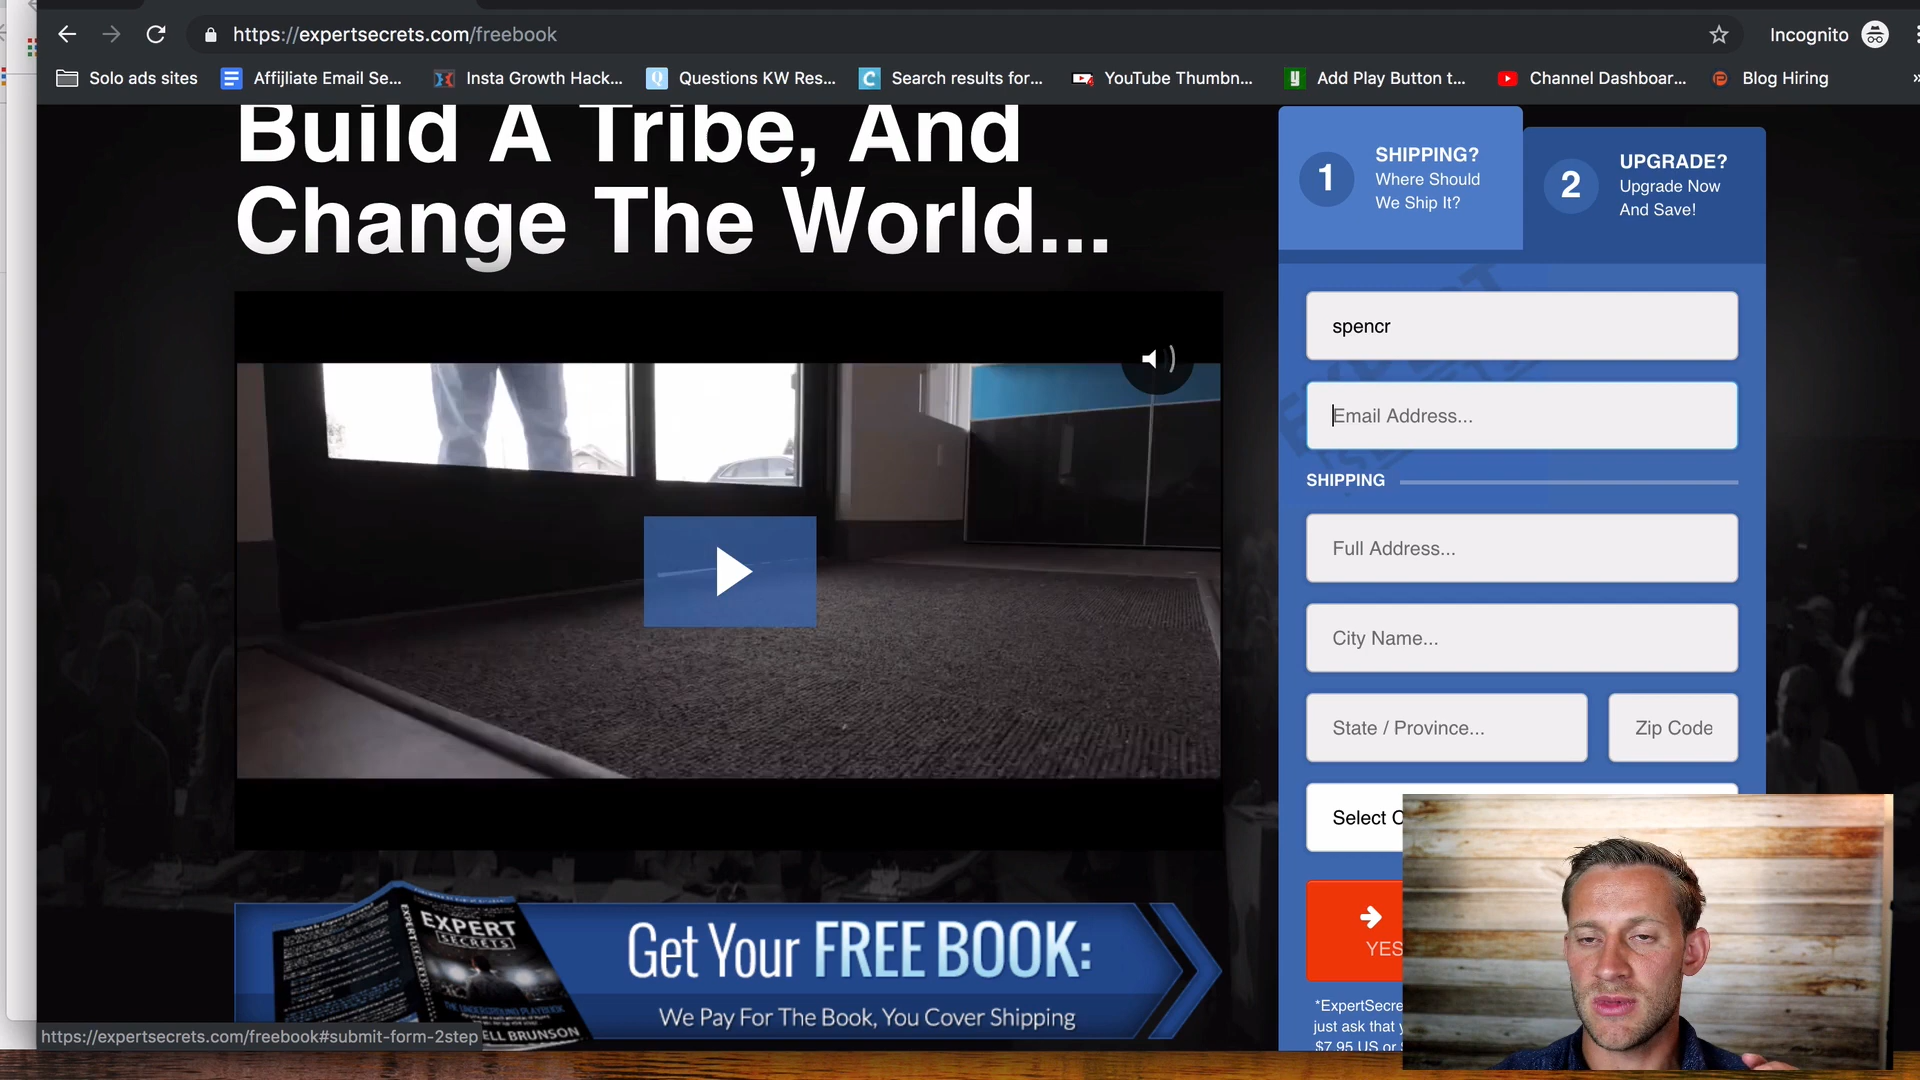 https://expertsecrets.com/freebook
Incognito
Solo ads sites
Affijliate Email Se...
Insta Growth Hack...
Questions KW Res...
Search results for...
YouTube Thumbn...
Add Play Button t...
Channel Dashboar...
Blog Hiring
»
Build A Tribe, And
Change The World...
1
SHIPPING?
Where Should
We Ship It?
2
UPGRADE?
Upgrade Now
And Save!
spencr
Email Address...
SHIPPING
Full Address...
City Name...
State / Province...
Zip Code
Select C
YES
*ExpertSecre
just ask that y
$7.95 US or
EXPERT
SECRETS
ELL BRUNSON
Get Your FREE BOOK:
We Pay For The Book, You Cover Shipping
https://expertsecrets.com/freebook#submit-form-2step